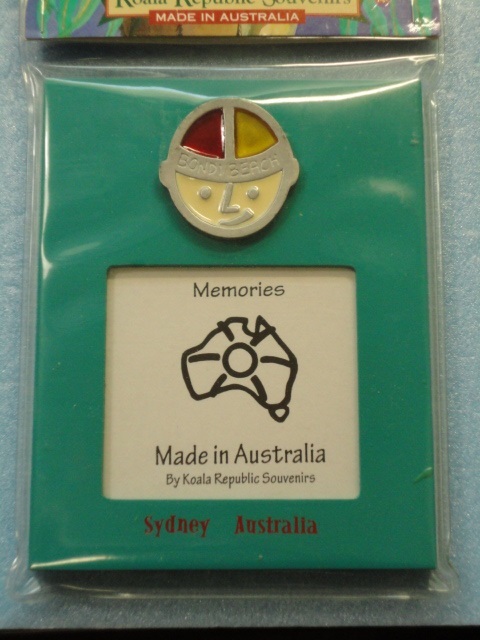 Koala Republic Souvenirs
MADE IN AUSTRALIA
BONDI BEACH
Memories
Made in Australia
By Koala Republic Souvenirs
Sydney Australia